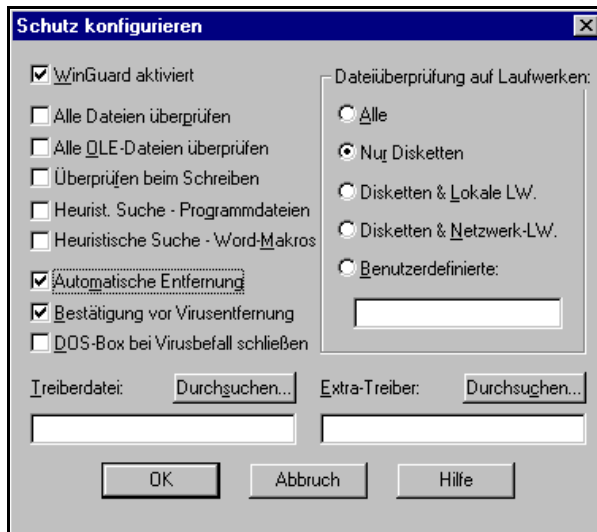 Schutz konfigurieren
WinGuard aktiviert
Alle Dateien überprüfen
Alle OLE-Dateien überprüfen
Überprüfen beim Schreiben
Heurist. Suche - Programmdateien
Heuristische Suche - Word-Makros
Automatische Entfernung
Bestätigung vor Virusentfernung
DOS-Box bei Virusbefall schließen
Dateiüberprüfung auf Laufwerken:
Alle
Nur Disketten
Disketten & Lokale LW.
Disketten & Netzwerk-LW.
Benutzerdefinierte:
Treiberdatei: Durchsuchen...
Extra-Treiber: Durchsuchen...
OK Abbruch Hilfe